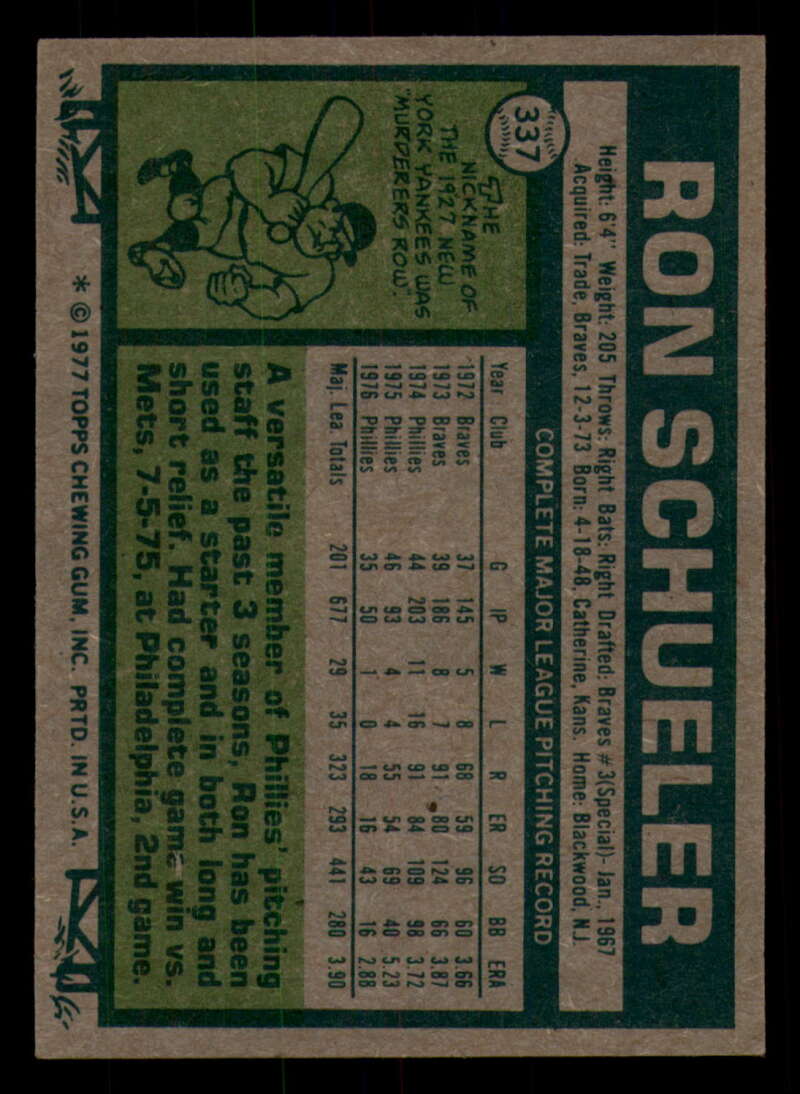 337
RON SCHUELER
Height: 6'4" Weight: 205 Throws: Right Bats: Right Drafted: Braves #3(Special)-Jan., 1967
Acquired: Trade, Braves, 12-3-73 Born: 4-18-48, Catherine, Kans. Home: Blackwood, N.J.
THE
NICKNAME OF
THE 1927 NEW
YORK YANKEES WAS
"MURDERERS ROW".
COMPLETE MAJOR LEAGUE PITCHING RECORD
Year Club G IP W L R ER SO BB ERA
1972 Braves 37 145 5 8 68 59 96 60 3.66
1973 Braves 39 186 8 7 91 80 124 66 3.87
1974 Phillies 44 203 11 16 91 84 109 98 3.72
1975 Phillies 46 93 4 4 55 54 69 40 5.23
1976 Phillies 35 50 1 0 18 16 43 16 2.88
Maj. Lea. Totals 201 677 29 35 323 293 441 280 3.90
A versatile member of Phillies' pitching
staff the past 3 seasons, Ron has been
used as a starter and in both long and
short relief. Had complete game win vs.
Mets, 7-5-75, at Philadelphia, 2nd game.
* © 1977 TOPPS CHEWING GUM, INC. PRTD. IN U.S.A.